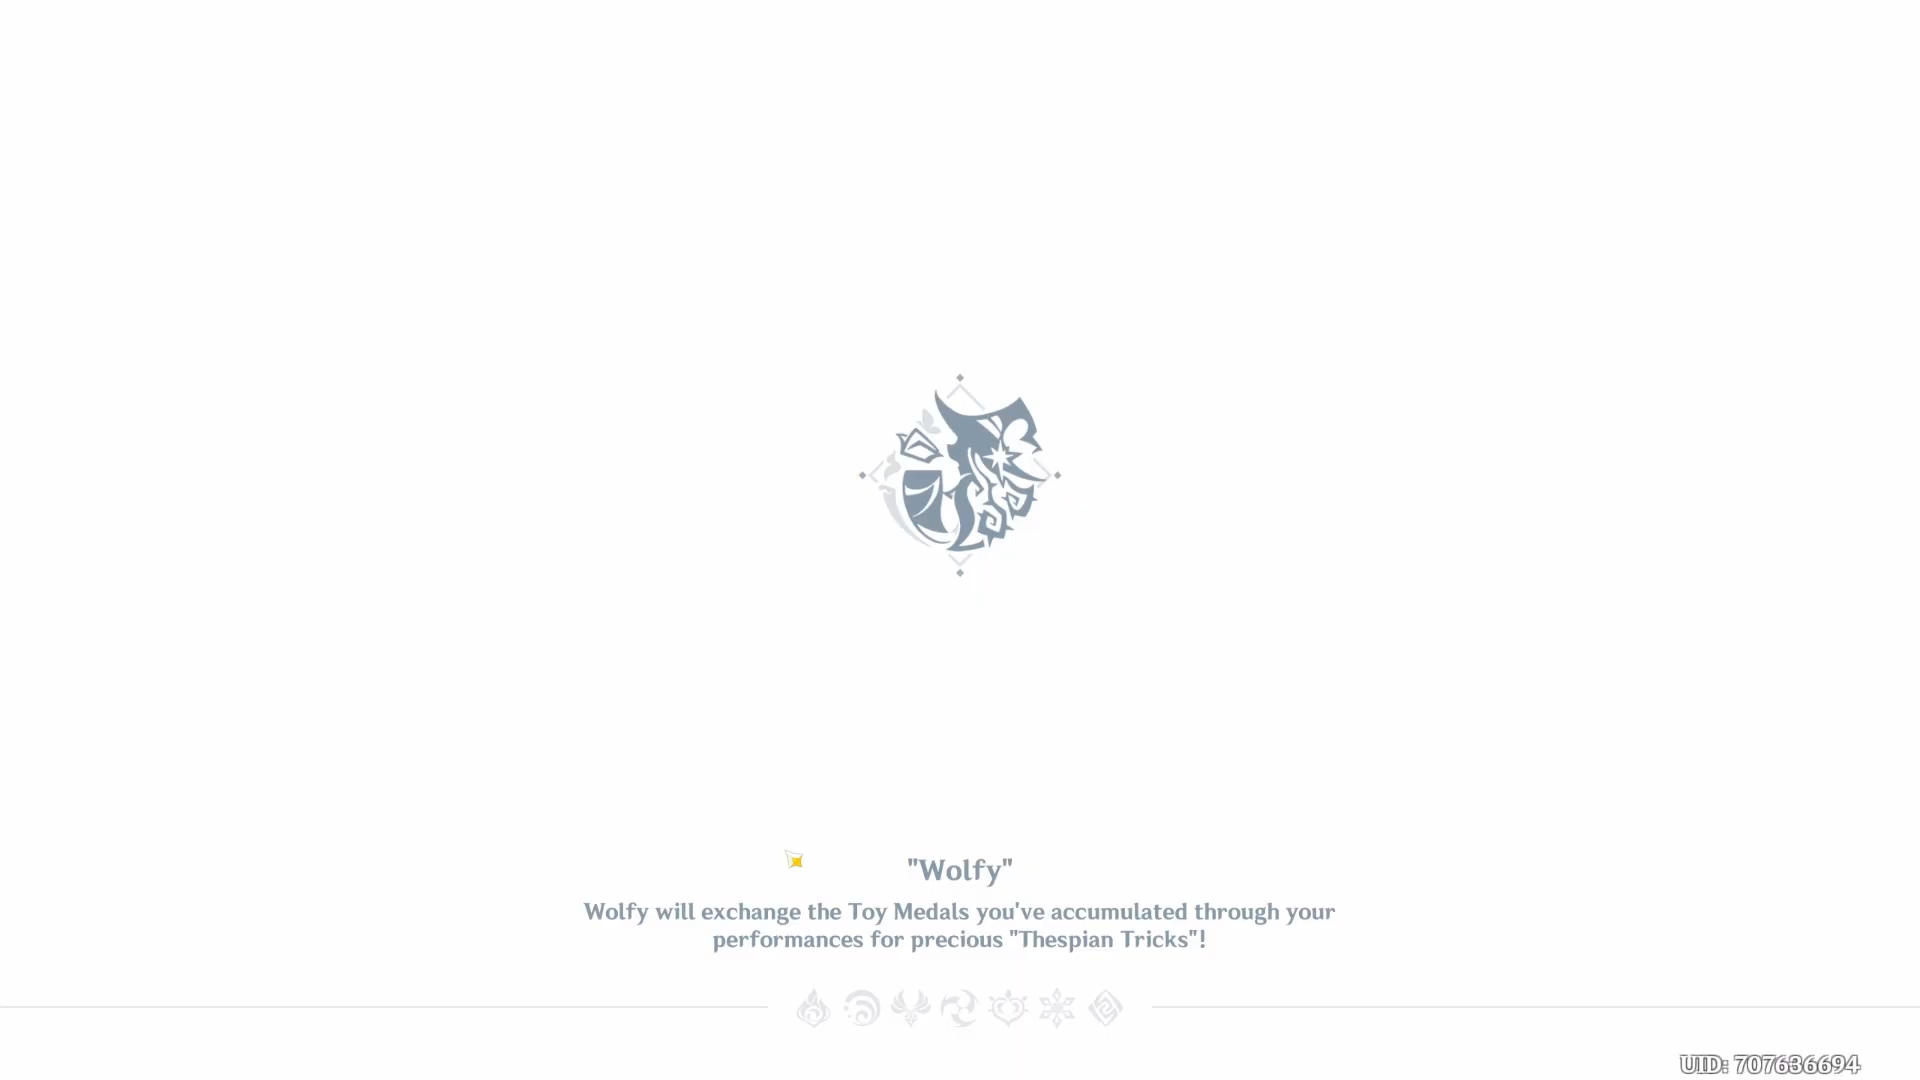 "Wolfy"
Wolfy will exchange the Toy Medals you've accumulated through your
performances for precious "Thespian Tricks"!
UID: 707636694